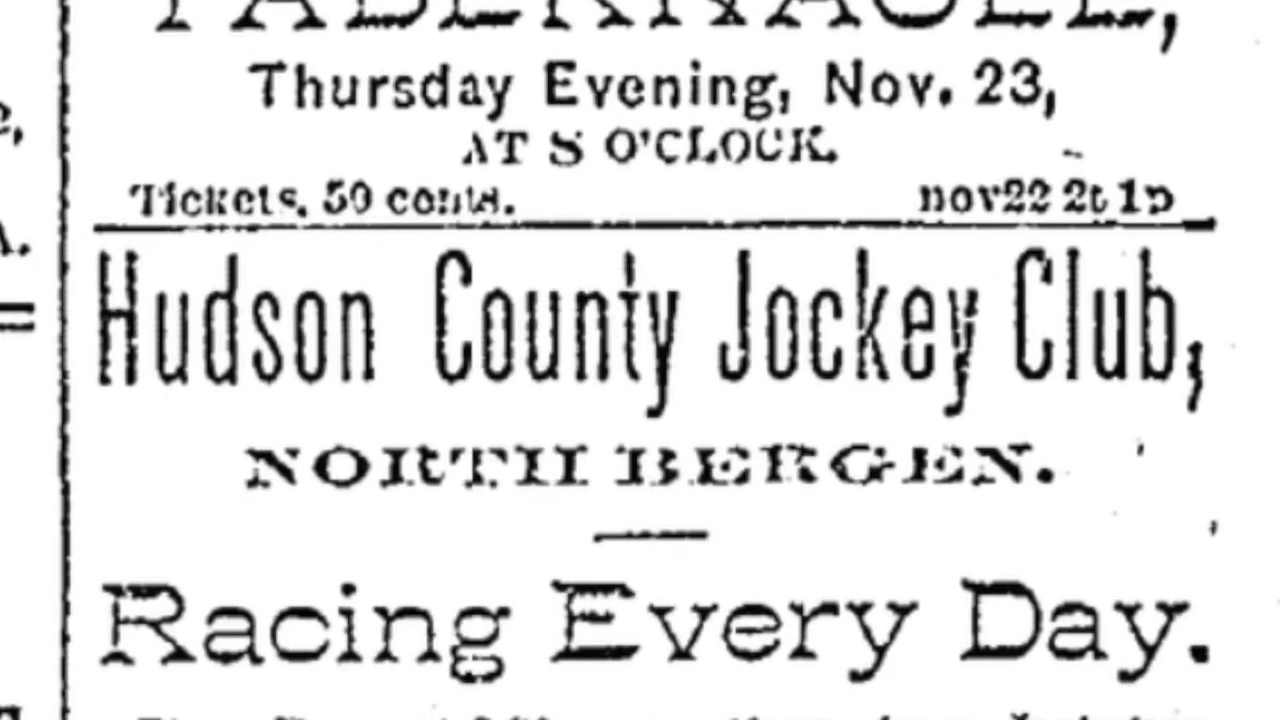 TABERNACLE,
Thursday Evening, Nov. 23,
AT 8 O'CLOCK.
Tickets, 50 cents. nov22 2t 1p
Hudson County Jockey Club,
NORTH BERGEN.
Racing Every Day.